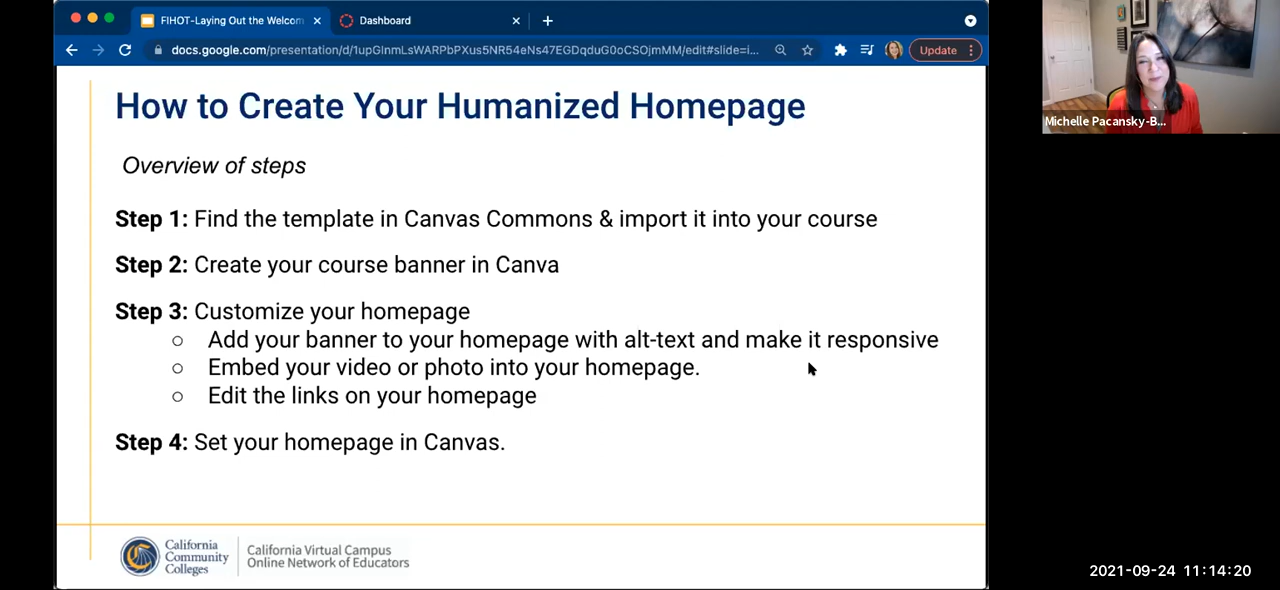 FIHOT-Laying Out the Welcom
Dashboard
docs.google.com/presentation/d/1upGlnmLsWARPbPXus5NR54eNs47EGDqduG0oCSOjmMM/edit#slide=i...
Update
How to Create Your Humanized Homepage
Overview of steps
Step 1: Find the template in Canvas Commons & import it into your course
Step 2: Create your course banner in Canva
Step 3: Customize your homepage
○ Add your banner to your homepage with alt-text and make it responsive
○ Embed your video or photo into your homepage.
○ Edit the links on your homepage
Step 4: Set your homepage in Canvas.
California
Community
Colleges
California Virtual Campus
Online Network of Educators
Michelle Pacansky-B...
2021-09-24 11:14:20